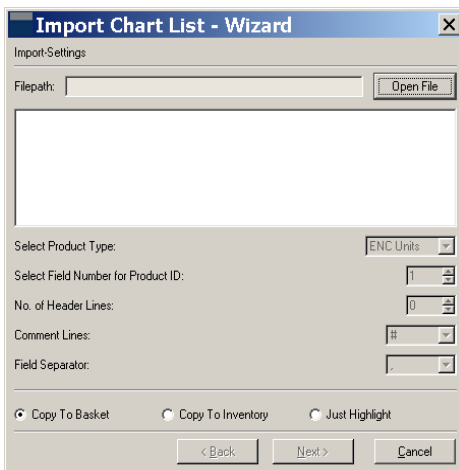 Import Chart List - Wizard
Import-Settings
Filepath: Open File
Select Product Type: ENC Units
Select Field Number for Product ID: 1
No. of Header Lines: 0
Comment Lines: #
Field Separator: ,
Copy To Basket Copy To Inventory Just Highlight
< Back Next > Cancel